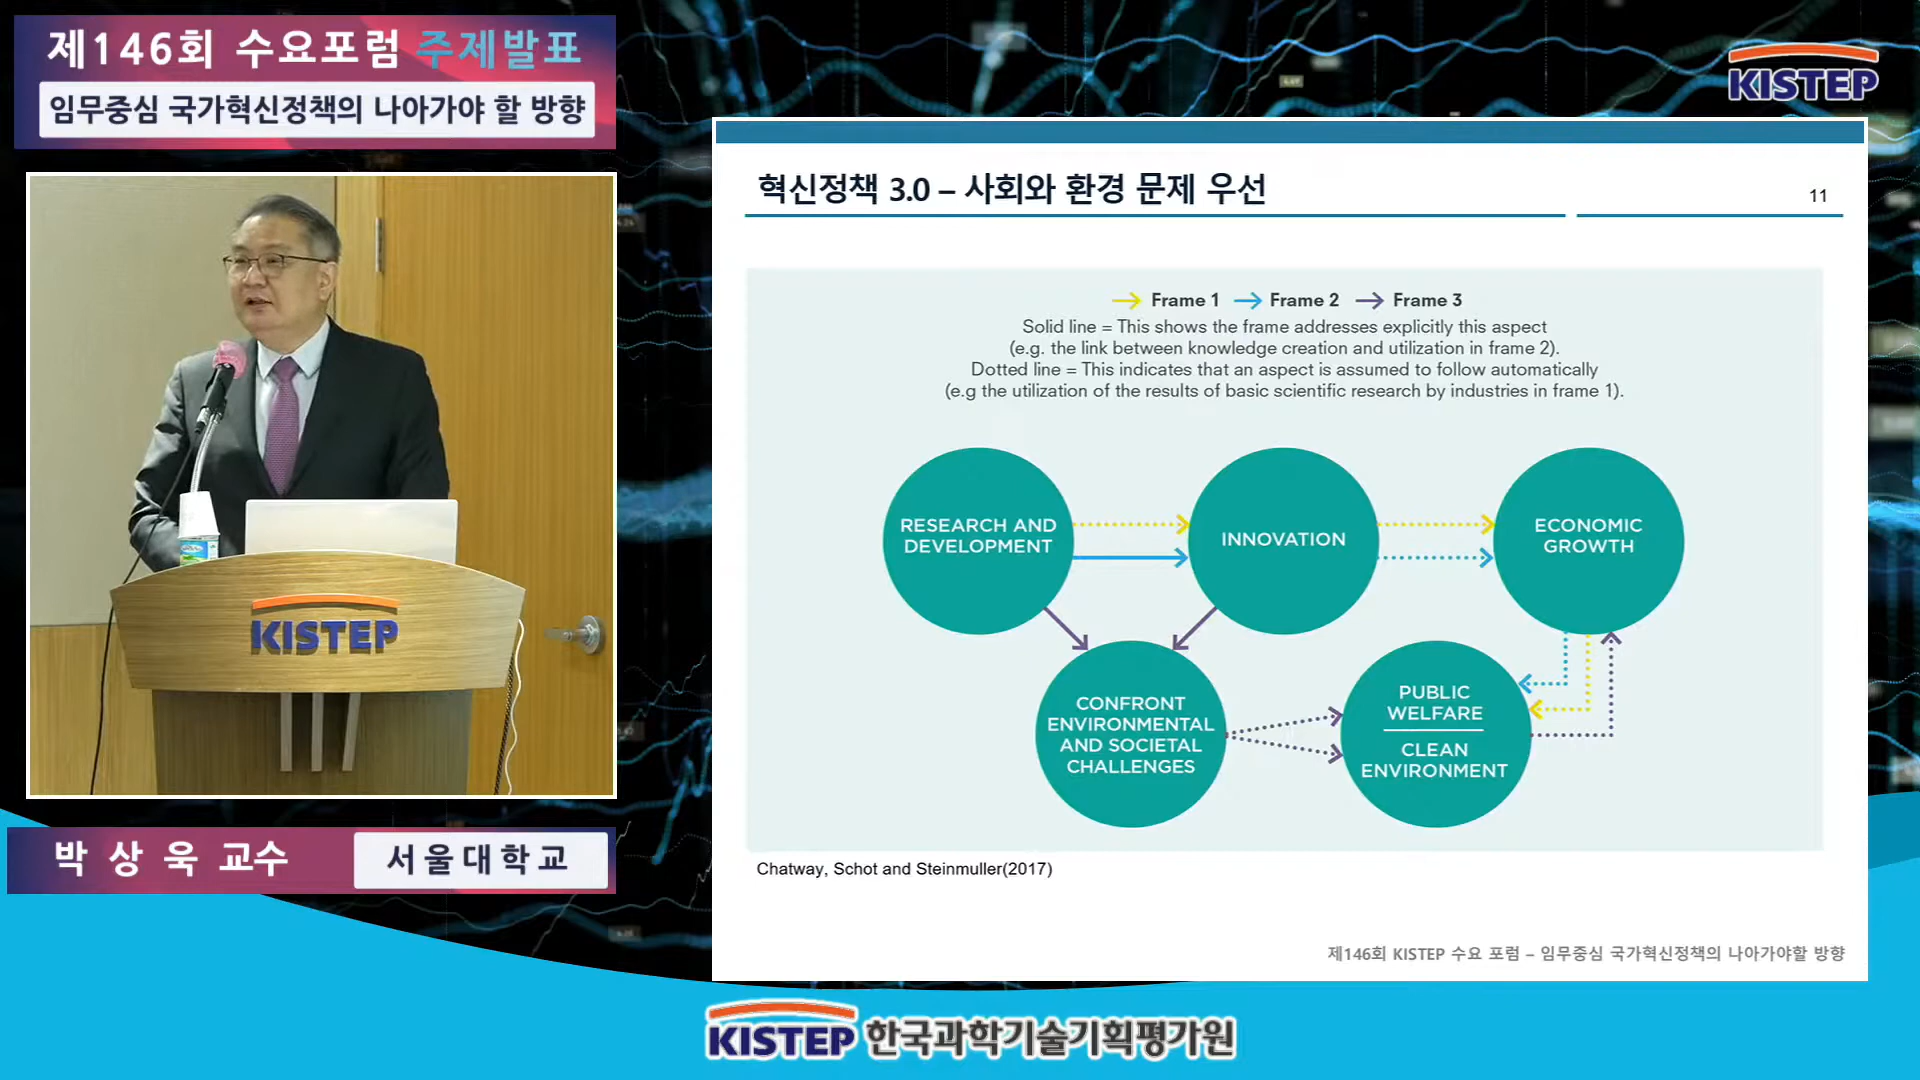 제146회 수요포럼 주제발표
임무중심 국가혁신정책의 나아가야 할 방향
KISTEP
혁신정책 3.0 – 사회와 환경 문제 우선
11
Frame 1 Frame 2 Frame 3
Solid line = This shows the frame addresses explicitly this aspect
(e.g. the link between knowledge creation and utilization in frame 2).
Dotted line = This indicates that an aspect is assumed to follow automatically
(e.g the utilization of the results of basic scientific research by industries in frame 1).
RESEARCH AND
DEVELOPMENT
INNOVATION
ECONOMIC
GROWTH
CONFRONT
ENVIRONMENTAL
AND SOCIETAL
CHALLENGES
PUBLIC
WELFARE
CLEAN
ENVIRONMENT
Chatway, Schot and Steinmuller(2017)
제146회 KISTEP 수요 포럼 – 임무중심 국가혁신정책의 나아가야할 방향
KISTEP
박상욱 교수 서울대학교
KISTEP 한국과학기술기획평가원